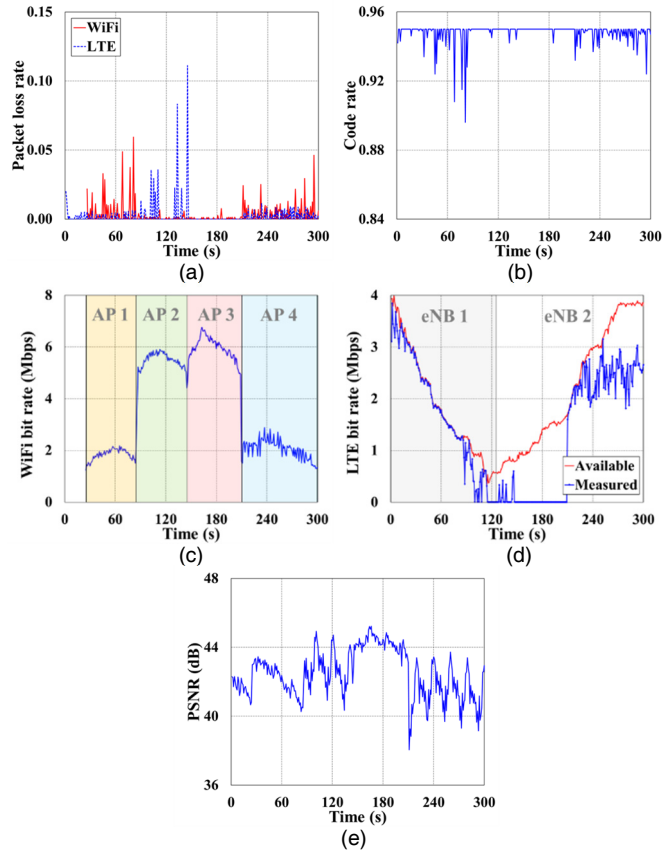 WiFi
LTE
0.15
0.10
0.05
0.00
Packet loss rate
0 60 120 180 240 300
Time (s)
(a)
0.96
0.92
0.88
0.84
Code rate
0 60 120 180 240 300
Time (s)
(b)
8
6
4
2
0
WiFi bit rate (Mbps)
AP 1 AP 2 AP 3 AP 4
0 60 120 180 240 300
Time (s)
(c)
4
3
2
1
0
LTE bit rate (Mbps)
eNB 1 eNB 2
Available
Measured
0 60 120 180 240 300
Time (s)
(d)
48
44
40
36
PSNR (dB)
0 60 120 180 240 300
Time (s)
(e)